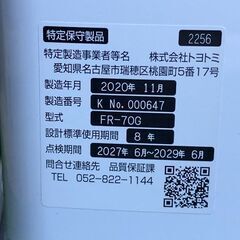 特定保守製品 2256
特定製造事業者等名 株式会社トヨトミ
愛知県名古屋市瑞穂区桃園町5番17号
製造年月 2020年 11月
製造番号 K No.000647
型式 FR-70G
設計標準使用期間 8 年
点検期間 2027年 6月~2029年 6月
問合せ連絡先 品質保証課
TEL 052-822-1144